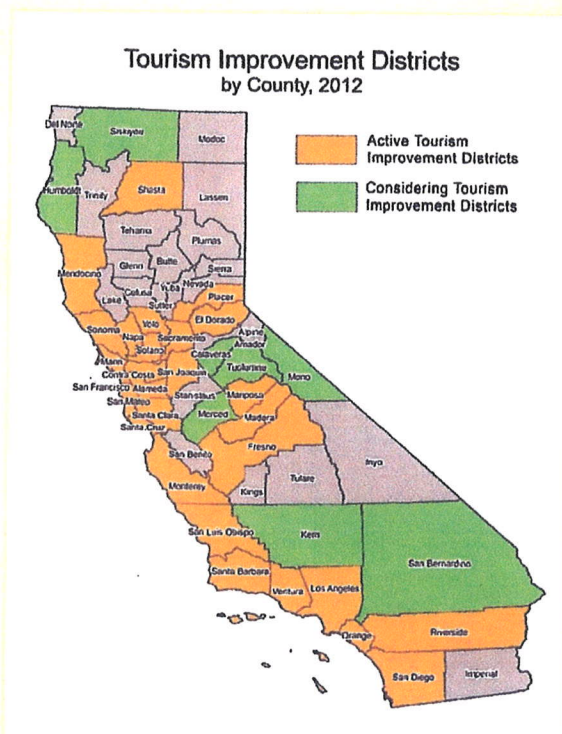 Tourism Improvement Districts
by County, 2012
Active Tourism
Improvement Districts
Considering Tourism
Improvement Districts
Del Norte
Siskiyou
Modoc
Humboldt
Trinity
Shasta
Lassen
Tehama
Plumas
Mendocino
Glenn
Butte
Sierra
Lake
Colusa
Yuba
Nevada
Sutter
Placer
Sonoma
Yolo
El Dorado
Napa
Sacramento
Alpine
Amador
Solano
Marin
Calaveras
Tuolumne
Contra Costa
San Joaquin
Mono
San Francisco
Alameda
Stanislaus
Mariposa
San Mateo
Santa Clara
Merced
Madera
Santa Cruz
Fresno
San Benito
Inyo
Monterey
Kings
Tulare
San Luis Obispo
Kern
San Bernardino
Santa Barbara
Ventura
Los Angeles
Orange
Riverside
San Diego
Imperial